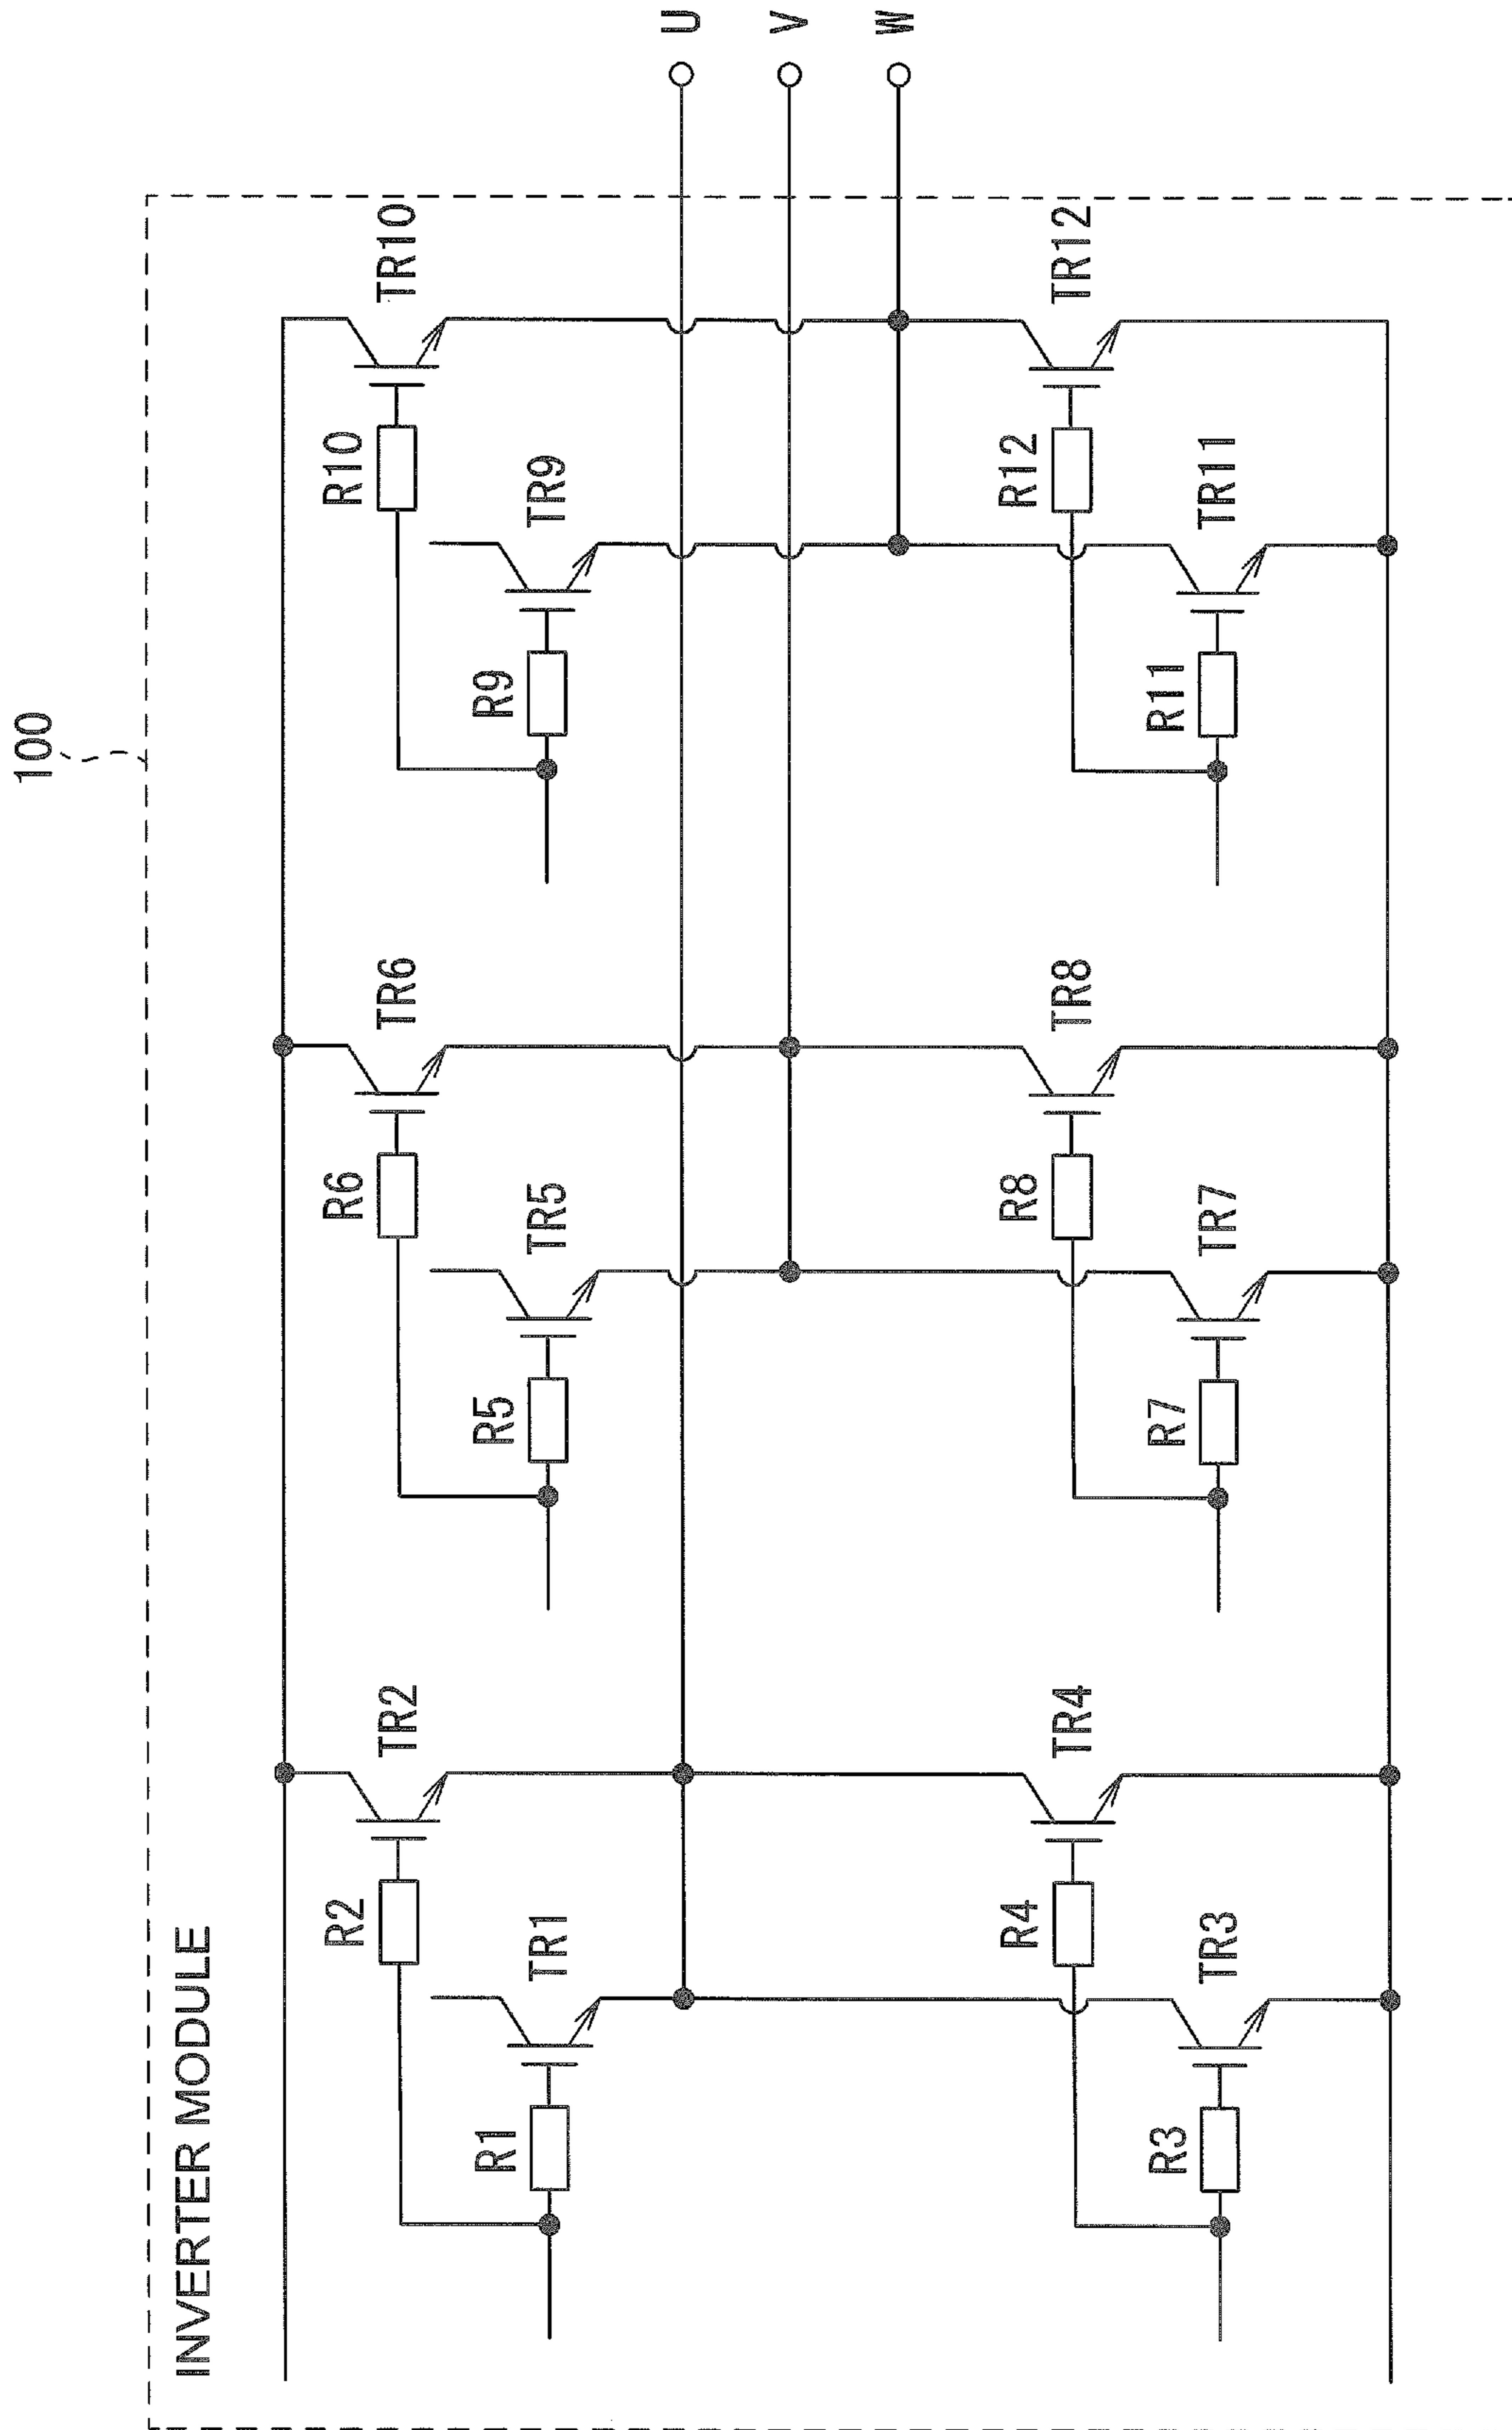 100
INVERTER MODULE
R2
TR2
R6
TR6
R10
TR10
R1
TR1
R5
TR5
R9
TR9
U
V
W
R4
TR4
R8
TR8
R12
TR12
R3
TR3
R7
TR7
R11
TR11